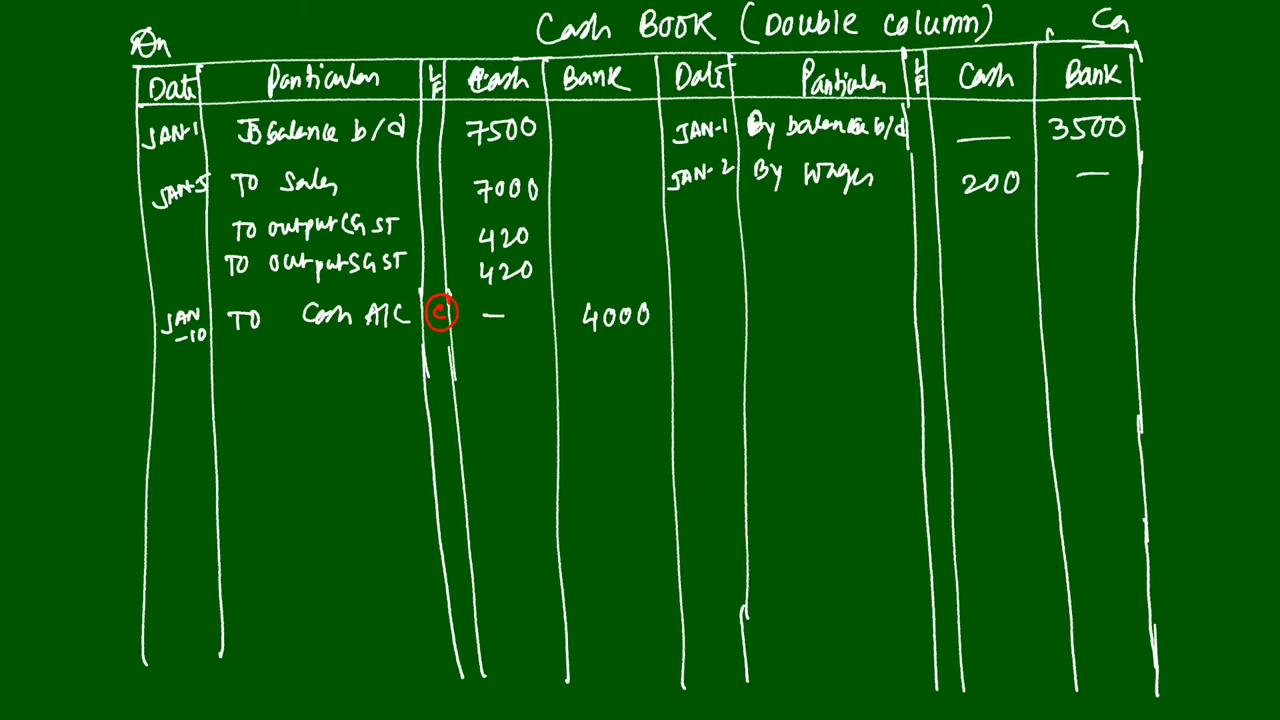 Cash BOOK (Double column)
Dr Cr
Date Particulars LF Cash Bank Date Particulars LF Cash Bank
JAN-1 To balance b/d 7500 JAN-1 By balance b/d — 3500
JAN-5 TO Sales 7000 JAN-2 By Wages 200 —
TO output CGST 420
TO output SGST 420
JAN-10 TO Cash A/C C — 4000